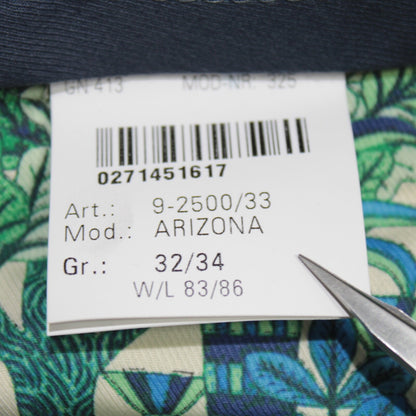 GN 413 MOD-NR: 325
0271451617
Art.: 9-2500/33
Mod.: ARIZONA
Gr.: 32/34
W/L 83/86